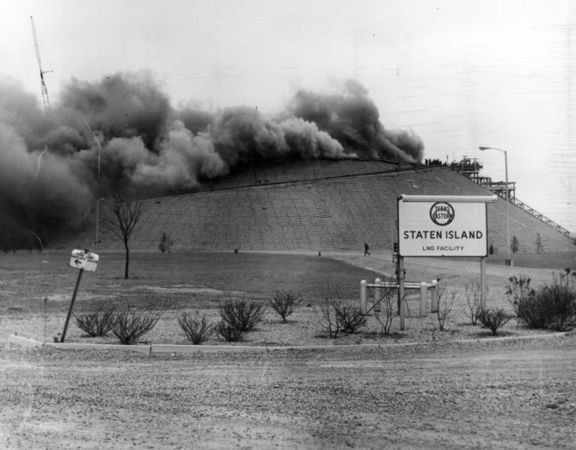 TEXAS
EASTERN
STATEN ISLAND
LNG FACILITY